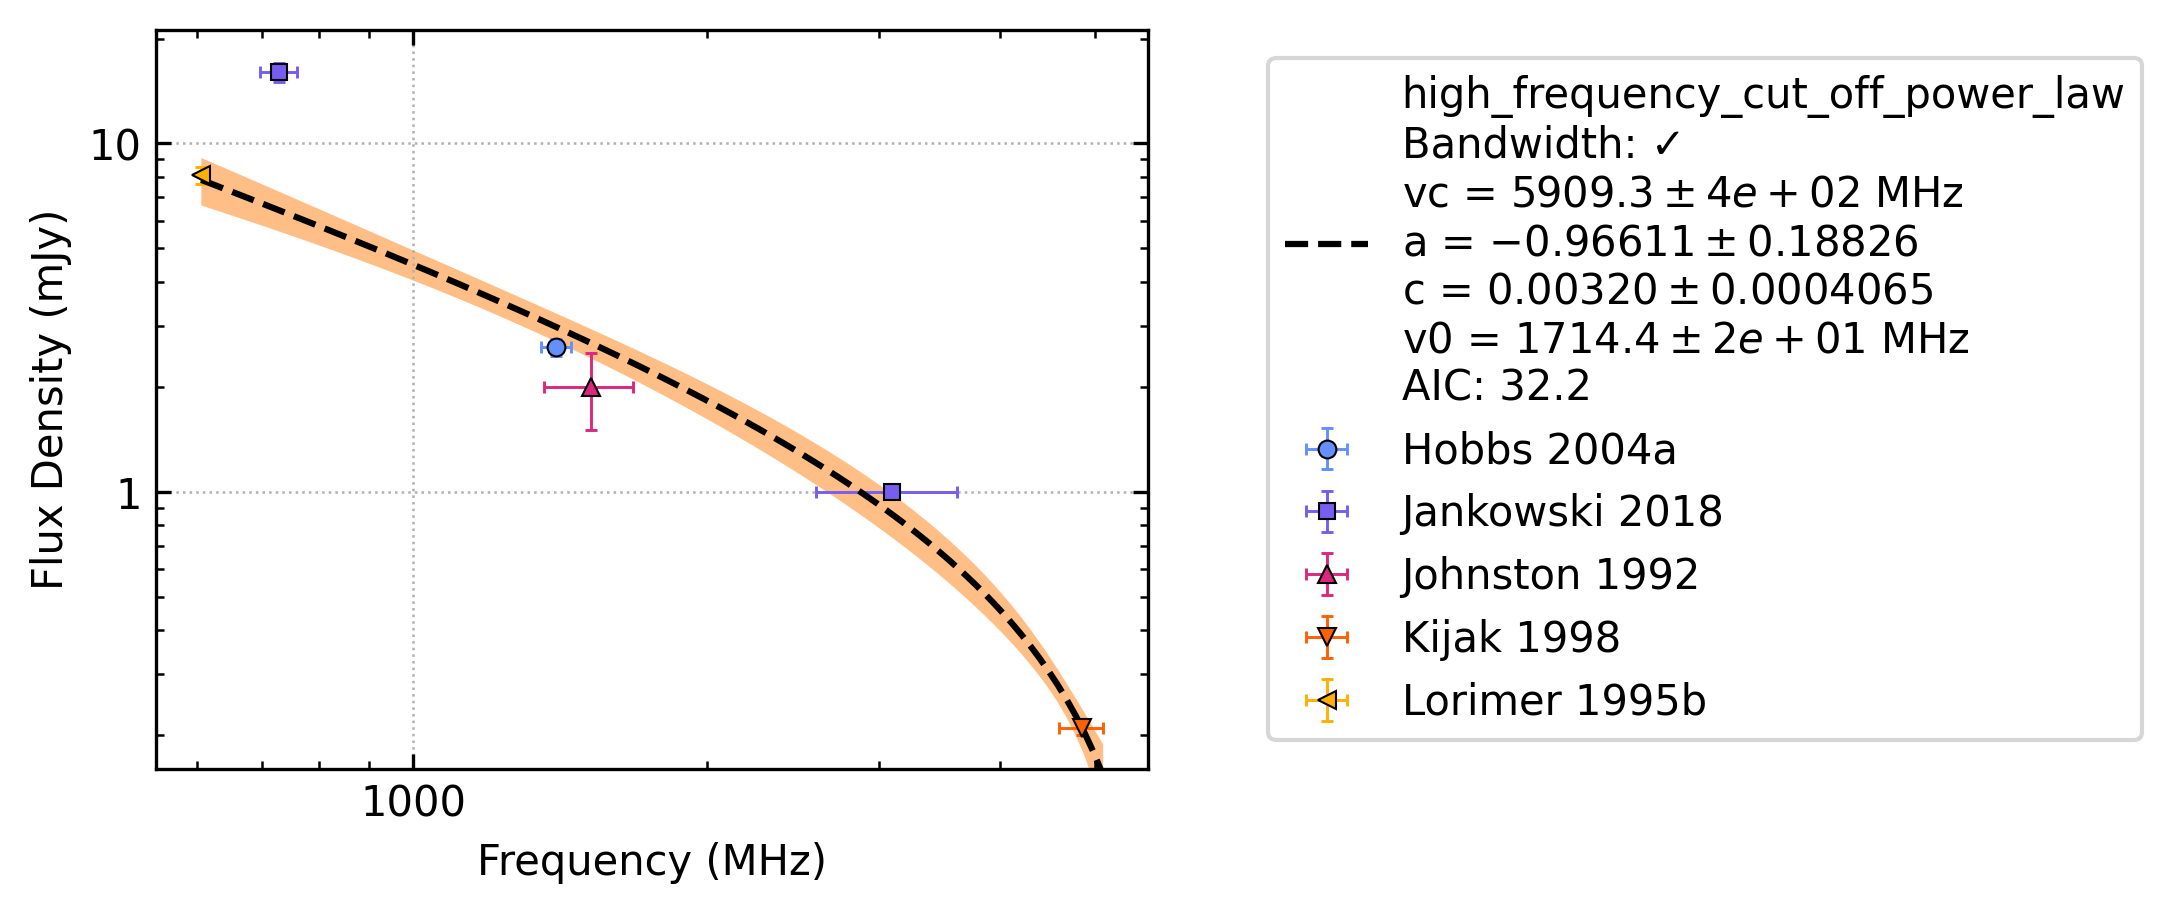 10
1
1000
Flux Density (mJy)
Frequency (MHz)
high_frequency_cut_off_power_law
Bandwidth: ✓
vc = 5909.3 ± 4e + 02 MHz
a = −0.96611 ± 0.18826
c = 0.00320 ± 0.0004065
v0 = 1714.4 ± 2e + 01 MHz
AIC: 32.2
Hobbs 2004a
Jankowski 2018
Johnston 1992
Kijak 1998
Lorimer 1995b